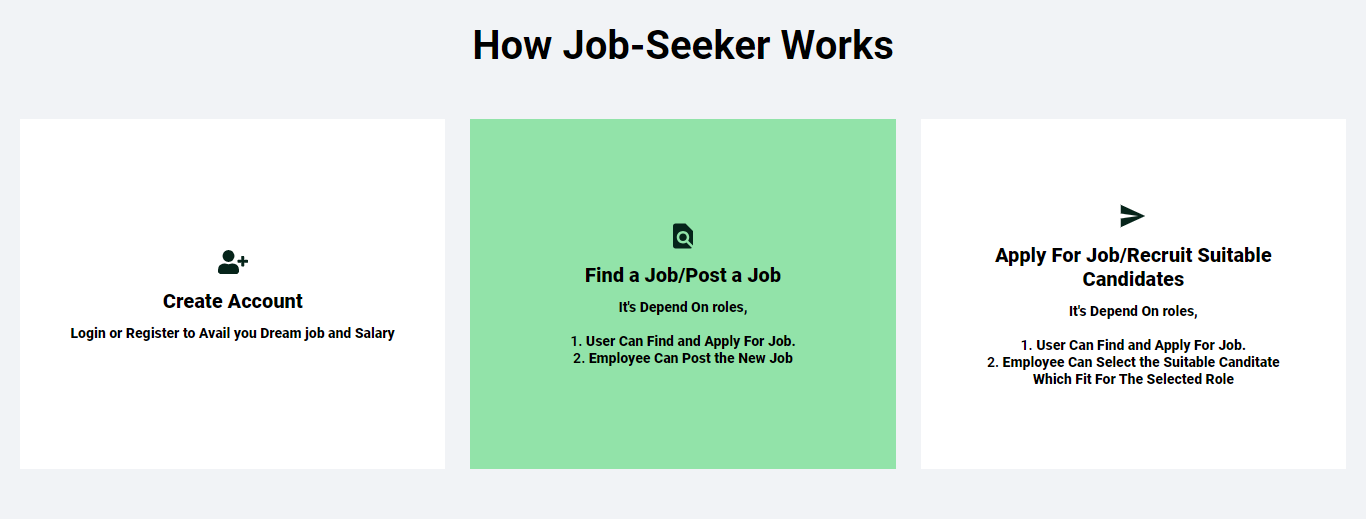 How Job-Seeker Works
Create Account
Login or Register to Avail you Dream job and Salary
Find a Job/Post a Job
It's Depend On roles,
1. User Can Find and Apply For Job.
2. Employee Can Post the New Job
Apply For Job/Recruit Suitable
Candidates
It's Depend On roles,
1. User Can Find and Apply For Job.
2. Employee Can Select the Suitable Canditate
Which Fit For The Selected Role